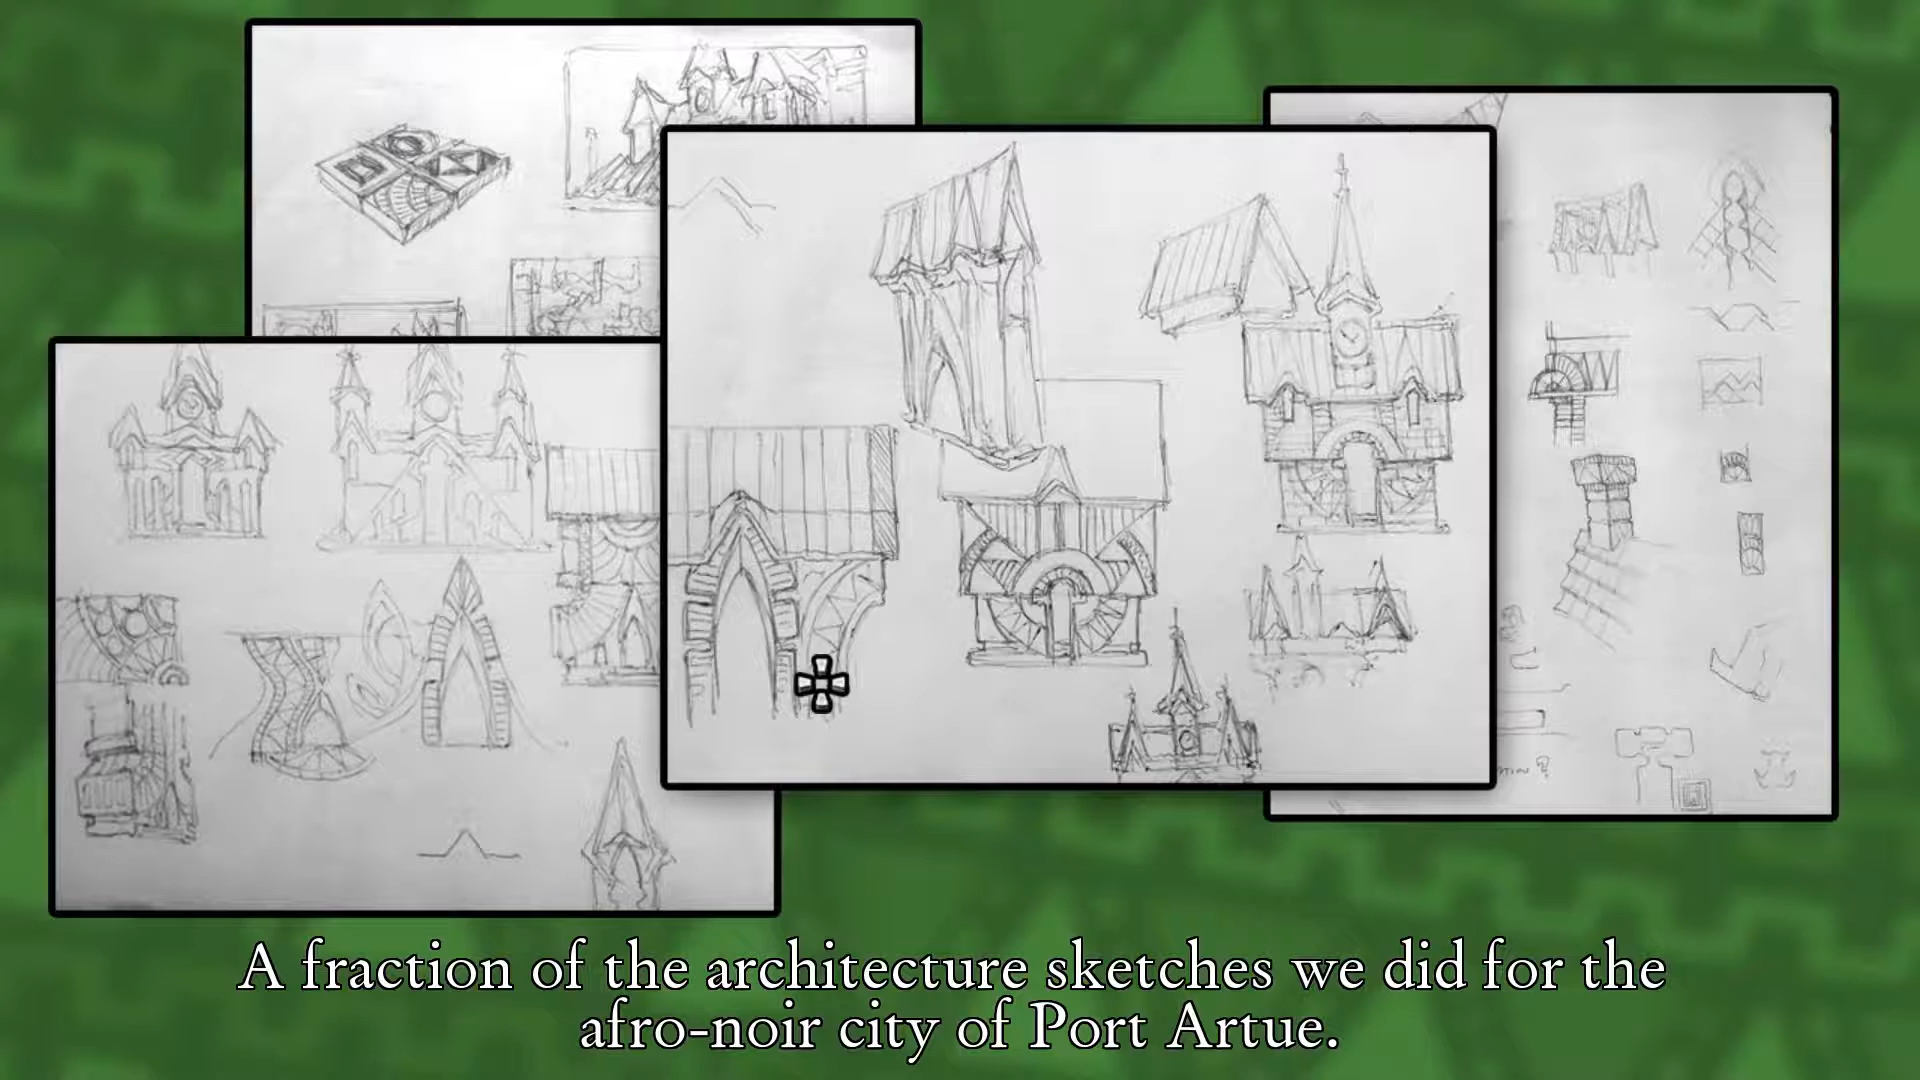 A fraction of the architecture sketches we did for the
afro-noir city of Port Artue.